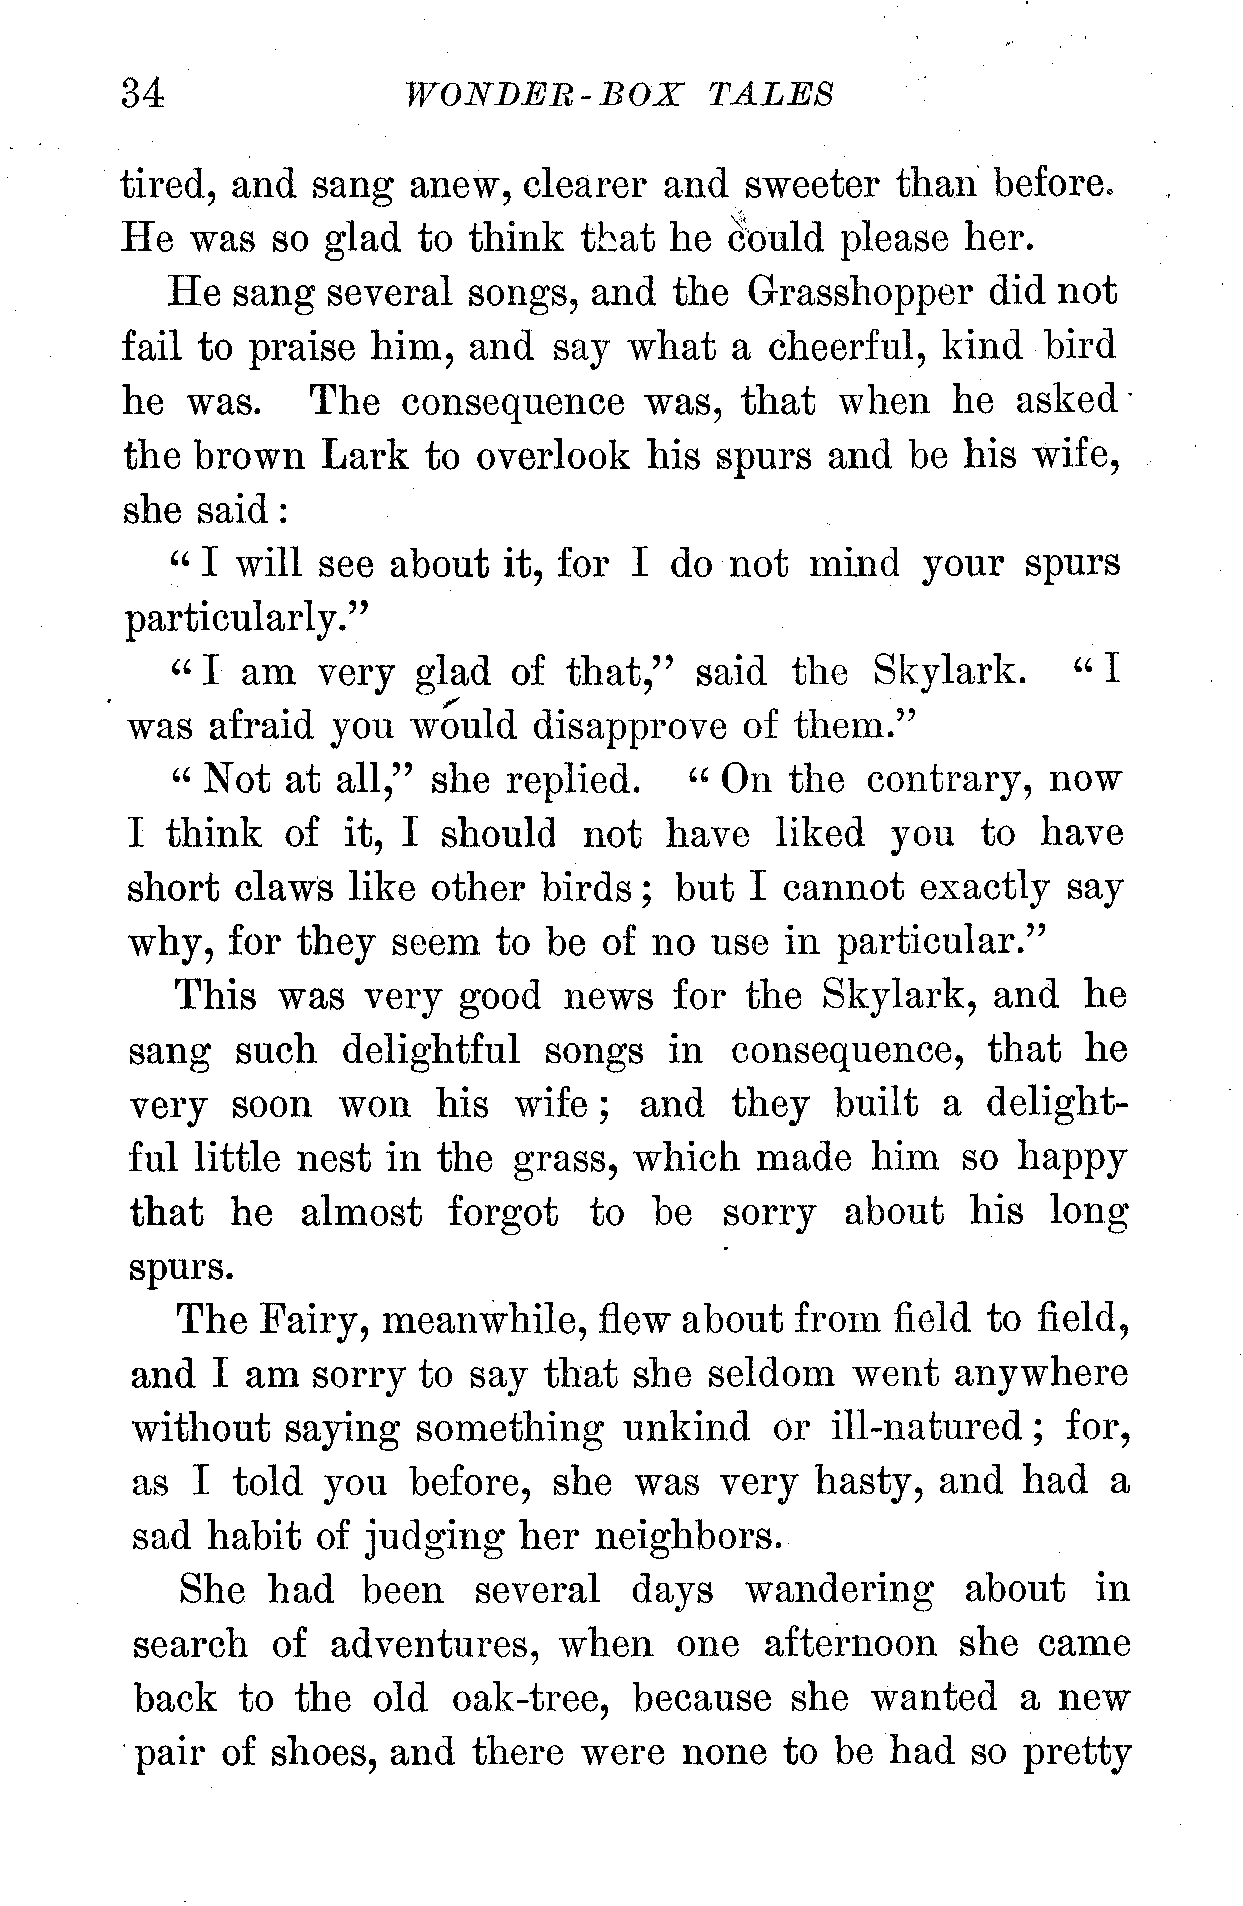 34 WONDER-BOX TALES
tired, and sang anew, clearer and sweeter than before.
He was so glad to think that he could please her.
He sang several songs, and the Grasshopper did not
fail to praise him, and say what a cheerful, kind bird
he was. The consequence was, that when he asked
the brown Lark to overlook his spurs and be his wife,
she said :
“ I will see about it, for I do not mind your spurs
particularly.”
“ I am very glad of that,” said the Skylark. “ I
was afraid you would disapprove of them.”
“ Not at all,” she replied. “ On the contrary, now
I think of it, I should not have liked you to have
short claws like other birds ; but I cannot exactly say
why, for they seem to be of no use in particular.”
This was very good news for the Skylark, and he
sang such delightful songs in consequence, that he
very soon won his wife ; and they built a delight-
ful little nest in the grass, which made him so happy
that he almost forgot to be sorry about his long
spurs.
The Fairy, meanwhile, flew about from field to field,
and I am sorry to say that she seldom went anywhere
without saying something unkind or ill-natured ; for,
as I told you before, she was very hasty, and had a
sad habit of judging her neighbors.
She had been several days wandering about in
search of adventures, when one afternoon she came
back to the old oak-tree, because she wanted a new
pair of shoes, and there were none to be had so pretty